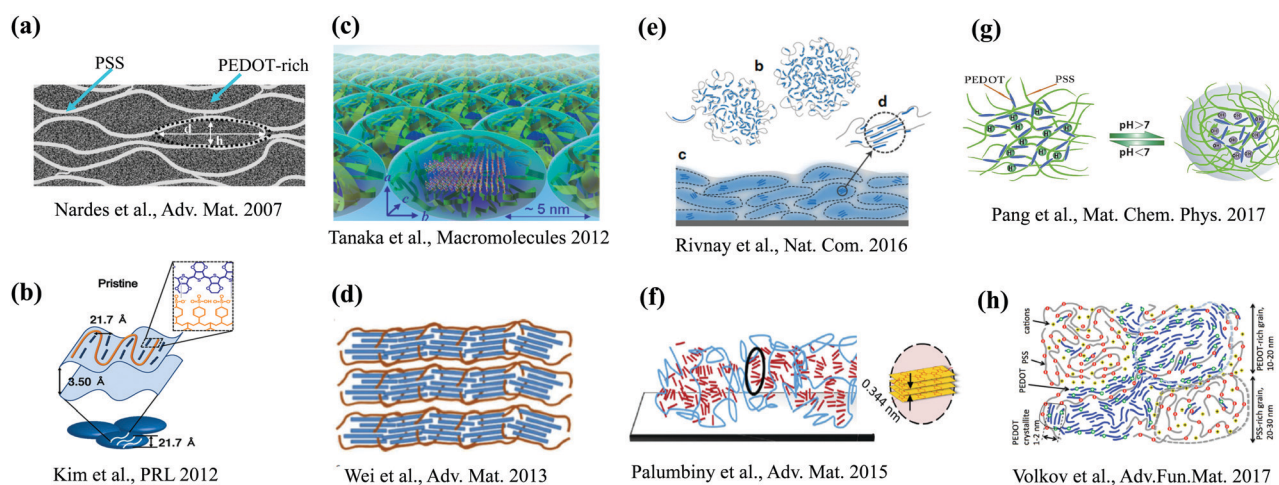 (a)
PSS
PEDOT-rich
d
h
Nardes et al., Adv. Mat. 2007
(b)
Pristine
21.7 Å
3.50 Å
21.7 Å
Kim et al., PRL 2012
(c)
a
c
b
~ 5 nm
Tanaka et al., Macromolecules 2012
(d)
Wei et al., Adv. Mat. 2013
(e)
b
d
c
Rivnay et al., Nat. Com. 2016
(f)
0.344 nm
Palumbiny et al., Adv. Mat. 2015
(g)
PEDOT
PSS
pH>7
pH<7
Pang et al., Mat. Chem. Phys. 2017
(h)
cations
PSS
PEDOT
PEDOT
crystallite
1-2 nm
PEDOT-rich grain,
10-20 nm
PSS-rich grain,
20-30 nm
Volkov et al., Adv.Fun.Mat. 2017